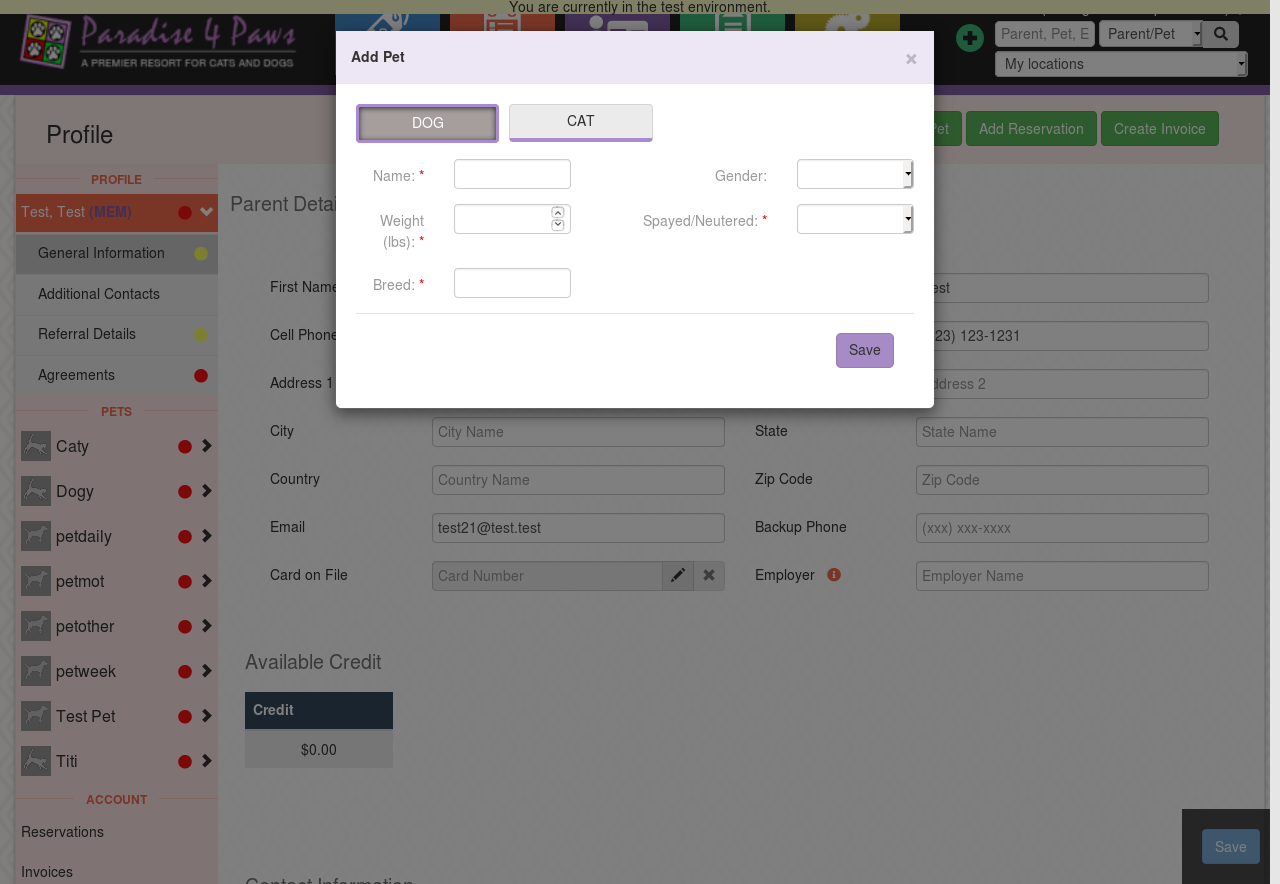 You are currently in the test environment.
Paradise 4 Paws
A PREMIER RESORT FOR CATS AND DOGS
Parent, Pet, E
Parent/Pet
My locations
Add Pet
×
Profile
Pet
Add Reservation
Create Invoice
DOG
CAT
Name: *
Gender:
Weight (lbs): *
Spayed/Neutered: *
Breed: *
Save
PROFILE
Test, Test (MEM)
General Information
Additional Contacts
Referral Details
Agreements
PETS
Caty
Dogy
petdaily
petmot
petother
petweek
Test Pet
Titi
ACCOUNT
Reservations
Invoices
Parent Detai
First Name
est
Cell Phone
23) 123-1231
Address 1
ddress 2
City
City Name
State
State Name
Country
Country Name
Zip Code
Zip Code
Email
test21@test.test
Backup Phone
(xxx) xxx-xxxx
Card on File
Card Number
Employer
Employer Name
Available Credit
Credit
$0.00
Contact Information
Save